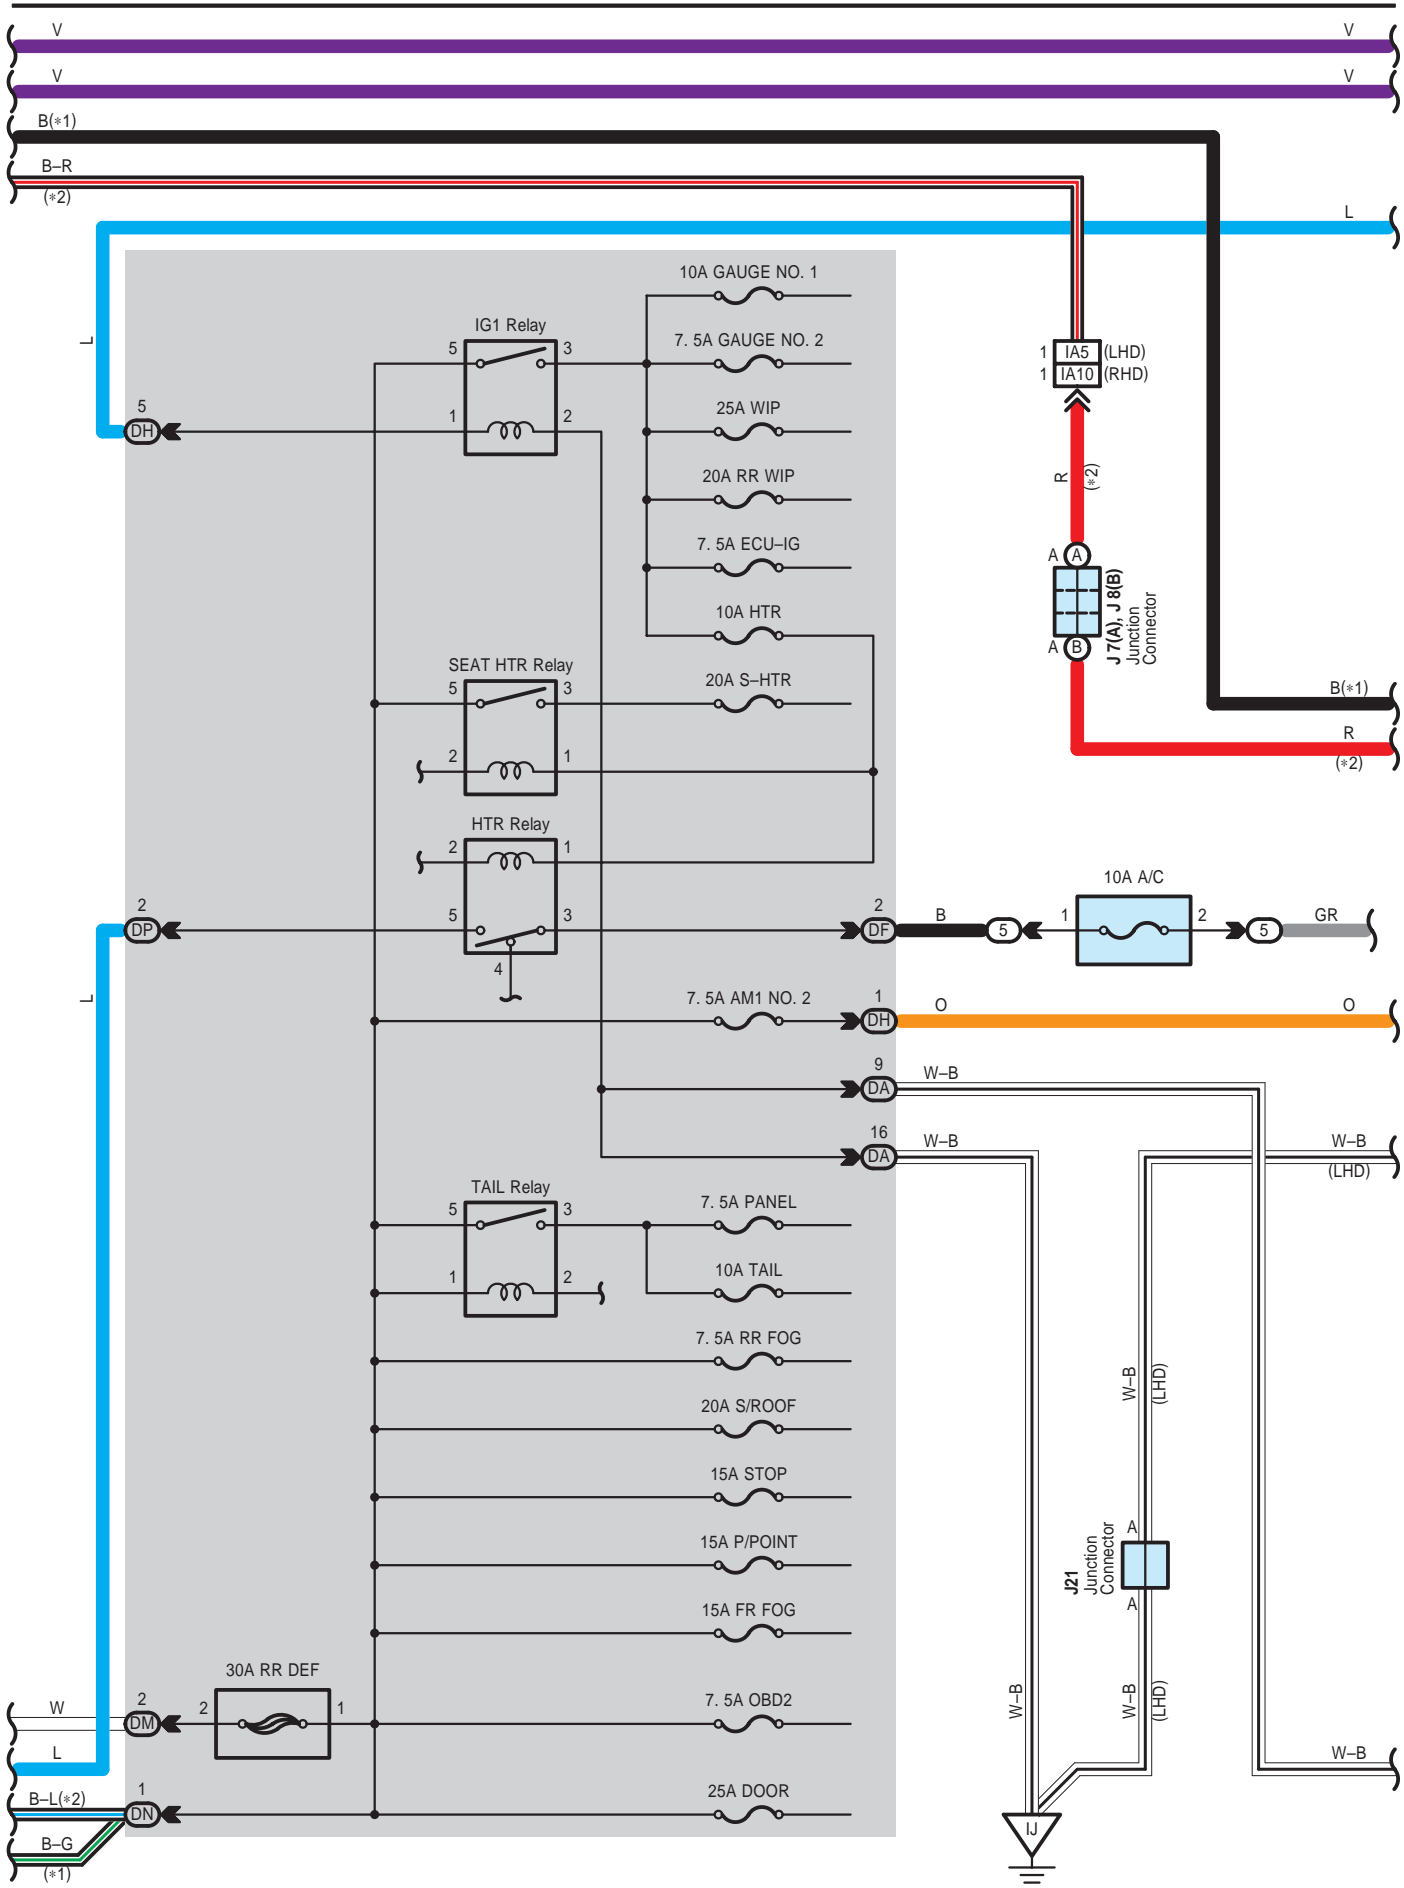 V V
V V
B(*1)
B–R
(*2)
L
10A GAUGE NO. 1
IG1 Relay
5 3
7. 5A GAUGE NO. 2
1 IA5 (LHD)
1 IA10 (RHD)
L
5
DH
1 2
25A WIP
20A RR WIP
R
(*2)
7. 5A ECU–IG
A A
J 7(A), J 8(B)
Junction
Connector
10A HTR
A B
SEAT HTR Relay
5 3
20A S–HTR
B(*1)
R
(*2)
2 1
HTR Relay
2 1
10A A/C
2
DP
5 3
4
2
DF
B
5
1 2
5
GR
L
7. 5A AM1 NO. 2
1
DH
O O
9
DA
W–B
16
DA
W–B
W–B
(LHD)
TAIL Relay
5 3
7. 5A PANEL
1 2
10A TAIL
7. 5A RR FOG
W–B
(LHD)
20A S/ROOF
15A STOP
A
J21
Junction
Connector
A
15A P/POINT
15A FR FOG
30A RR DEF
W
2
DM
2 1
7. 5A OBD2
W–B
W–B
(LHD)
L
W–B
B–L(*2)
1
DN
25A DOOR
IJ
B–G
(*1)